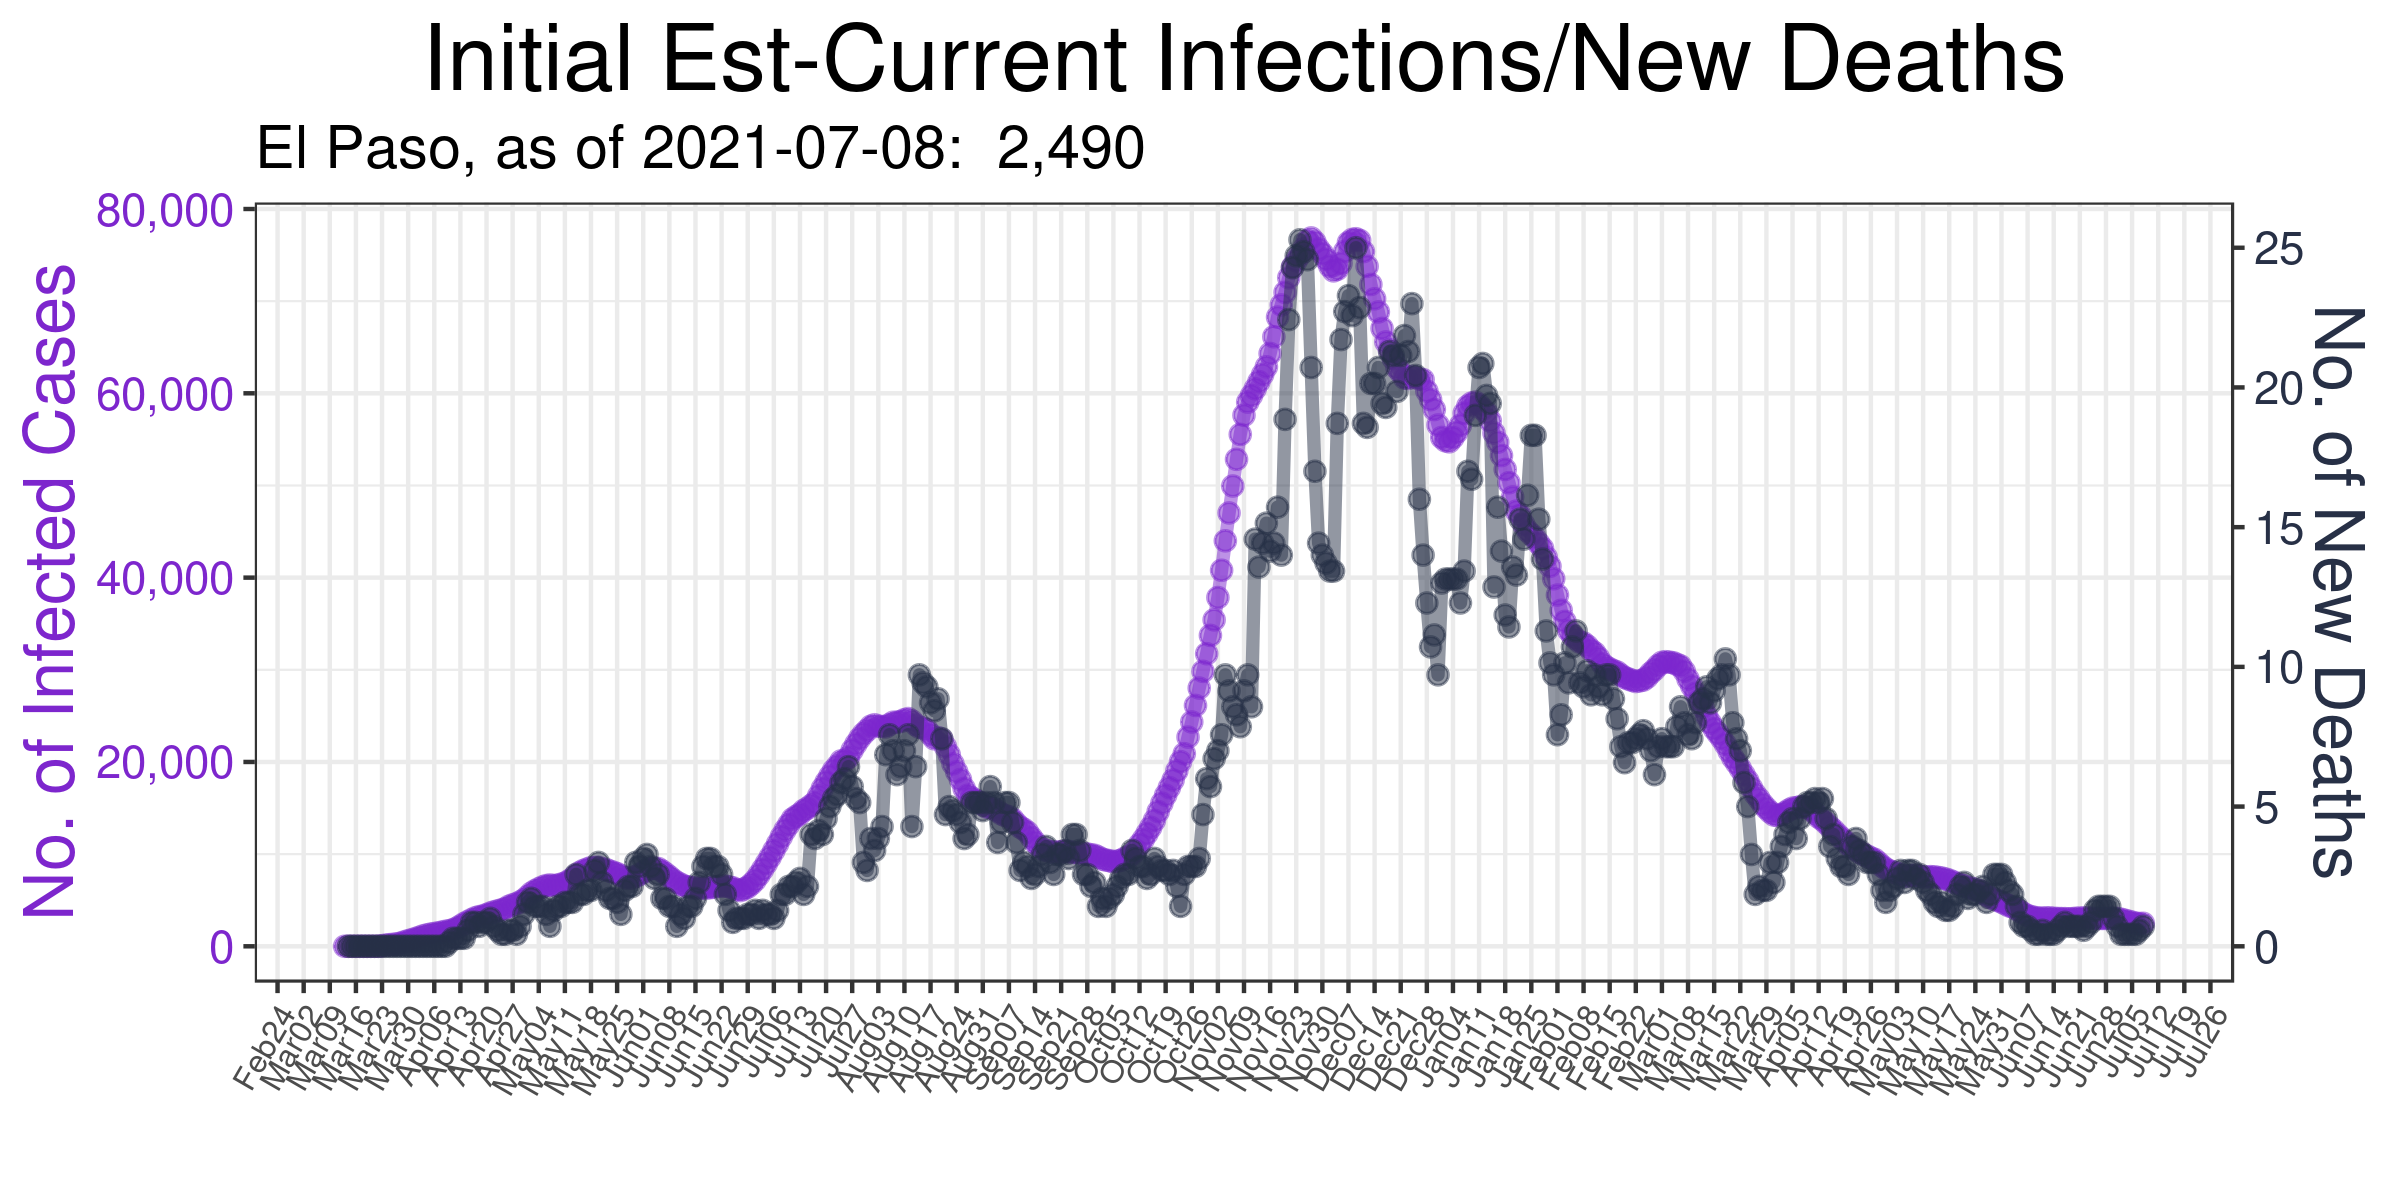 Initial Est-Current Infections/New Deaths
El Paso, as of 2021-07-08:  2,490
No. of Infected Cases
80,000
60,000
40,000
20,000
0
25
20
15
10
5
0
No. of New Deaths
Feb24
Mar02
Mar09
Mar16
Mar23
Mar30
Apr06
Apr13
Apr20
Apr27
May04
May11
May18
May25
Jun01
Jun08
Jun15
Jun22
Jun29
Jul06
Jul13
Jul20
Jul27
Aug03
Aug10
Aug17
Aug24
Aug31
Sep07
Sep14
Sep21
Sep28
Oct05
Oct12
Oct19
Oct26
Nov02
Nov09
Nov16
Nov23
Nov30
Dec07
Dec14
Dec21
Dec28
Jan04
Jan11
Jan18
Jan25
Feb01
Feb08
Feb15
Feb22
Mar01
Mar08
Mar15
Mar22
Mar29
Apr05
Apr12
Apr19
Apr26
May03
May10
May17
May24
May31
Jun07
Jun14
Jun21
Jun28
Jul05
Jul12
Jul19
Jul26